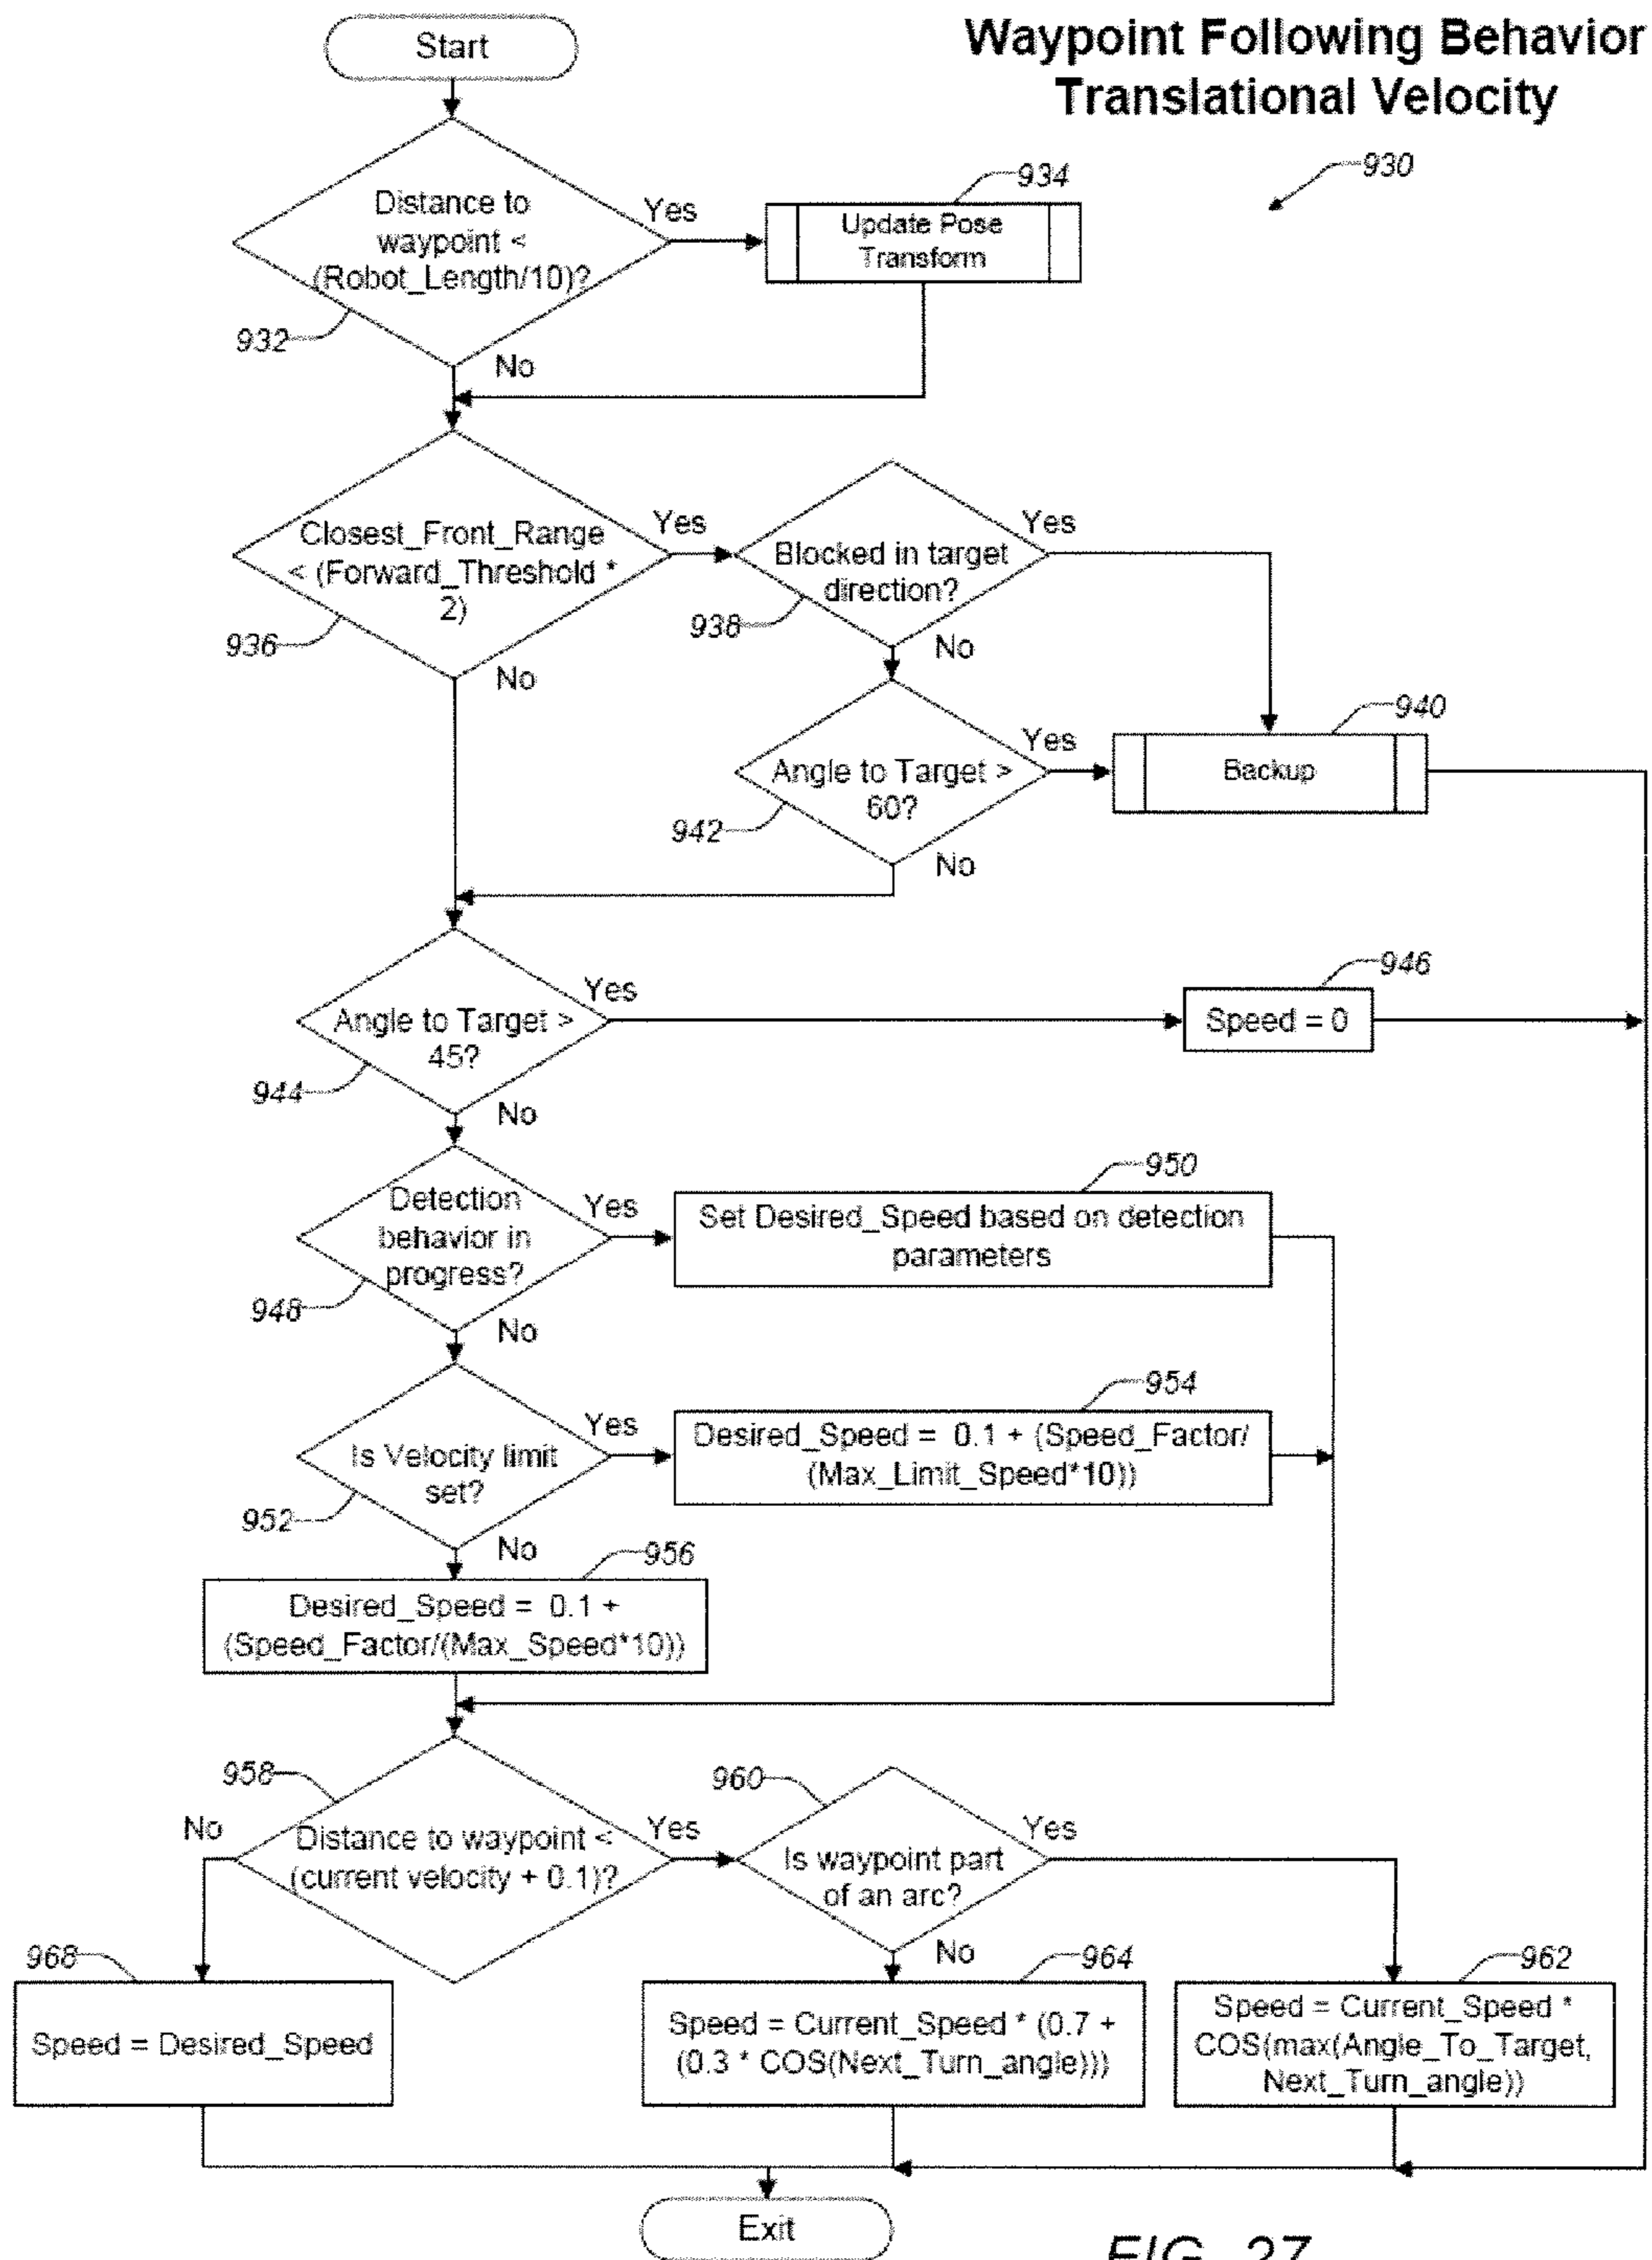 Waypoint Following Behavior
Translational Velocity
Start
930
934
Distance to
waypoint <
(Robot_Length/10)?
Yes
Update Pose
Transform
932
No
Closest_Front_Range
< (Forward_Threshold *
2)
Yes
Blocked in target
direction?
Yes
936
938
No
No
940
Angle to Target >
60?
Yes
Backup
942
No
946
Angle to Target >
45?
Yes
Speed = 0
944
No
950
Detection
behavior in
progress?
Yes
Set Desired_Speed based on detection
parameters
948
No
954
Is Velocity limit
set?
Yes
Desired_Speed = 0.1 + (Speed_Factor/
(Max_Limit_Speed*10))
952
No
956
Desired_Speed = 0.1 +
(Speed_Factor/(Max_Speed*10))
958
960
No
Distance to waypoint <
(current velocity + 0.1)?
Yes
Is waypoint part
of an arc?
Yes
No
968
964
962
Speed = Desired_Speed
Speed = Current_Speed * (0.7 +
(0.3 * COS(Next_Turn_angle)))
Speed = Current_Speed *
COS(max(Angle_To_Target,
Next_Turn_angle))
Exit
FIG. 27